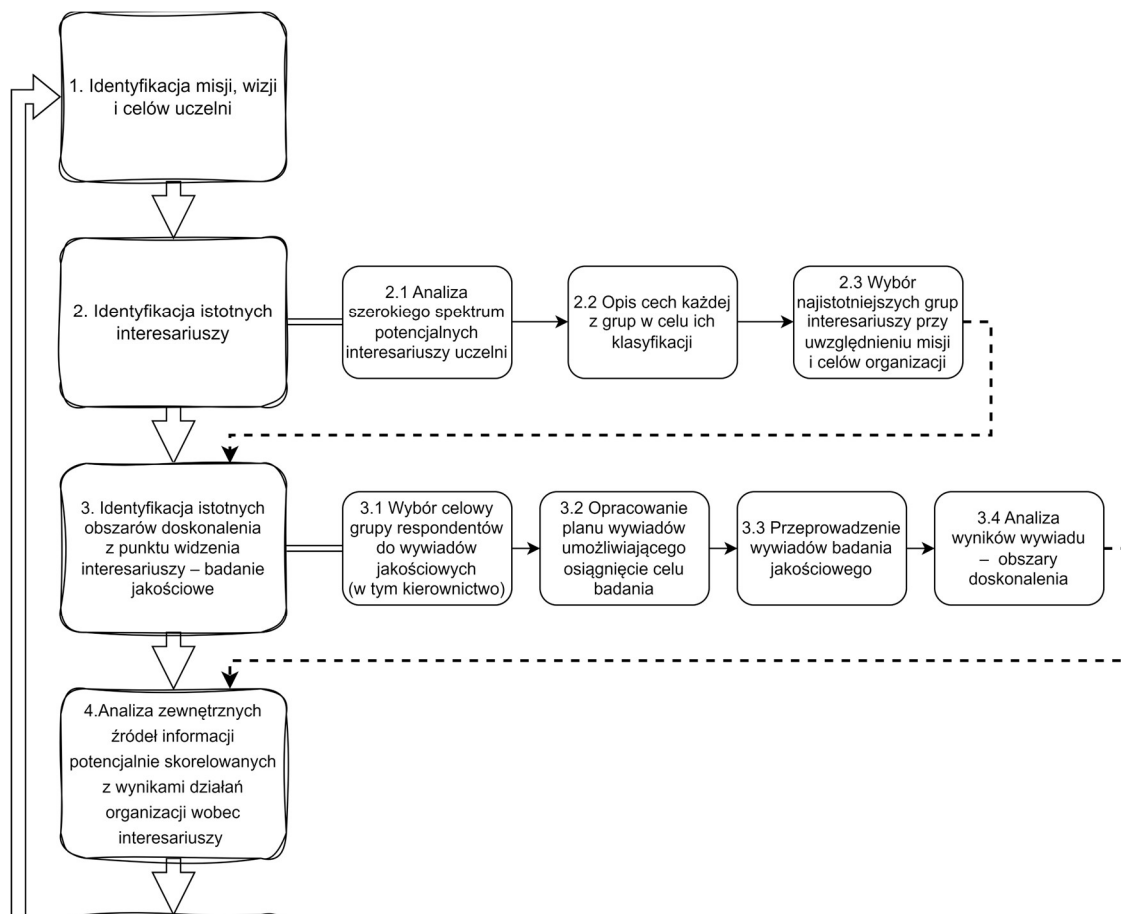 1. Identyfikacja misji, wizji
i celów uczelni
2. Identyfikacja istotnych
interesariuszy
2.1 Analiza
szerokiego spektrum
potencjalnych
interesariuszy uczelni
2.2 Opis cech każdej
z grup w celu ich
klasyfikacji
2.3 Wybór
najistotniejszych grup
interesariuszy przy
uwzględnieniu misji
i celów organizacji
3. Identyfikacja istotnych
obszarów doskonalenia
z punktu widzenia
interesariuszy – badanie
jakościowe
3.1 Wybór celowy
grupy respondentów
do wywiadów
jakościowych
(w tym kierownictwo)
3.2 Opracowanie
planu wywiadów
umożliwiającego
osiągnięcie celu
badania
3.3 Przeprowadzenie
wywiadów badania
jakościowego
3.4 Analiza
wyników wywiadu
– obszary
doskonalenia
4.Analiza zewnętrznych
źródeł informacji
potencjalnie skorelowanych
z wynikami działań
organizacji wobec
interesariuszy